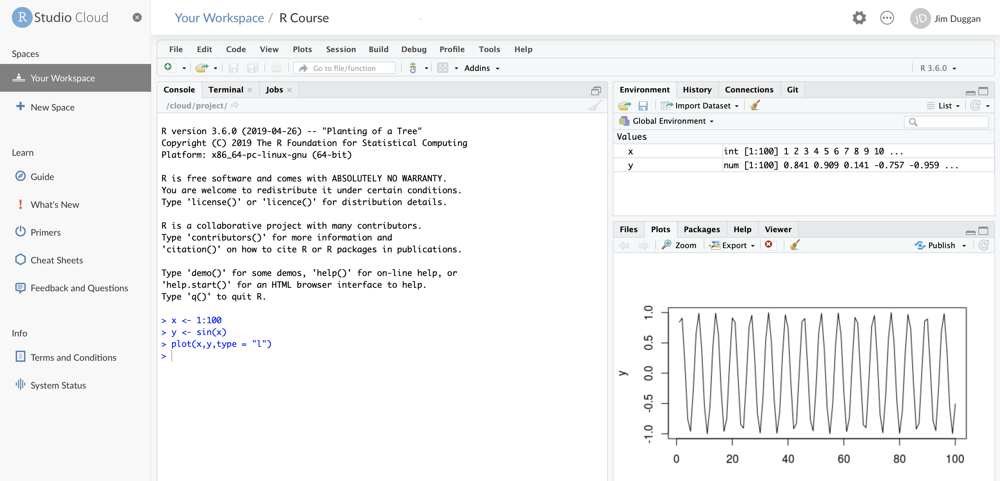 R Studio Cloud
Spaces
Your Workspace
New Space
Learn
Guide
What's New
Primers
Cheat Sheets
Feedback and Questions
Info
Terms and Conditions
System Status
Your Workspace / R Course
JD Jim Duggan
File Edit Code View Plots Session Build Debug Profile Tools Help
Go to file/function Addins R 3.6.0
Console Terminal Jobs
/cloud/project/
R version 3.6.0 (2019-04-26) -- "Planting of a Tree"
Copyright (C) 2019 The R Foundation for Statistical Computing
Platform: x86_64-pc-linux-gnu (64-bit)
R is free software and comes with ABSOLUTELY NO WARRANTY.
You are welcome to redistribute it under certain conditions.
Type 'license()' or 'licence()' for distribution details.
R is a collaborative project with many contributors.
Type 'contributors()' for more information and
'citation()' on how to cite R or R packages in publications.
Type 'demo()' for some demos, 'help()' for on-line help, or
'help.start()' for an HTML browser interface to help.
Type 'q()' to quit R.
> x <- 1:100
> y <- sin(x)
> plot(x,y,type = "l")
>
Environment History Connections Git
Import Dataset List
Global Environment
Values
x int [1:100] 1 2 3 4 5 6 7 8 9 10 ...
y num [1:100] 0.841 0.909 0.141 -0.757 -0.959 ...
Files Plots Packages Help Viewer
Zoom Export Publish
y
1.0
0.5
0.0
-0.5
-1.0
0 20 40 60 80 100